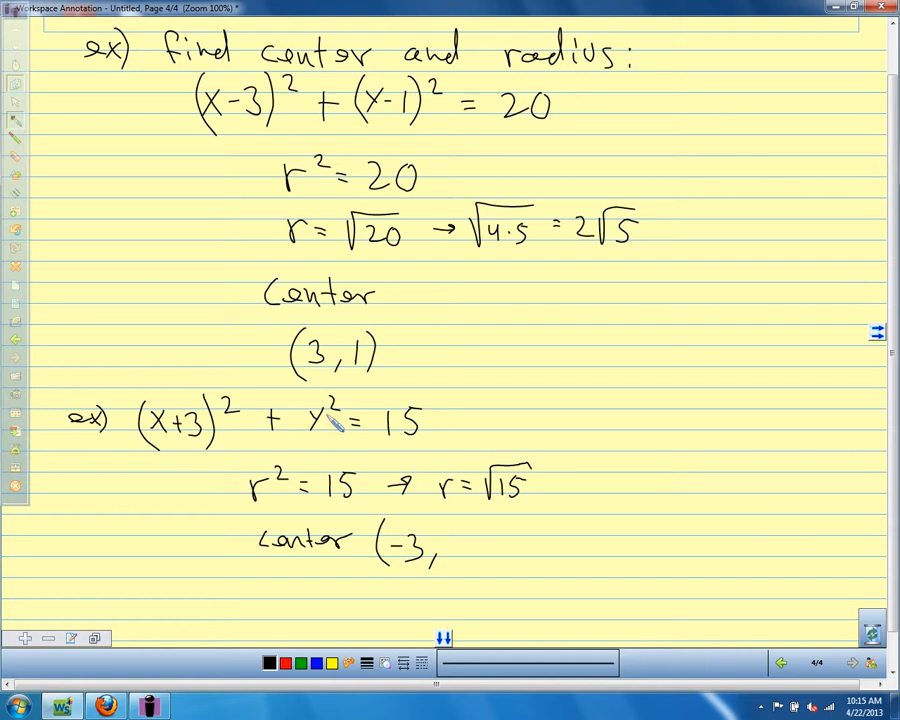 Workspace Annotation - Untitled, Page 4/4 (Zoom 100%) *
ex) find center and radius:
(x-3)² + (y-1)² = 20
r² = 20
r = √20 → √4·5 = 2√5
center
(3, 1)
ex) (x+3)² + y² = 15
r² = 15 → r = √15
center (-3,
4/4
10:15 AM
4/22/2013